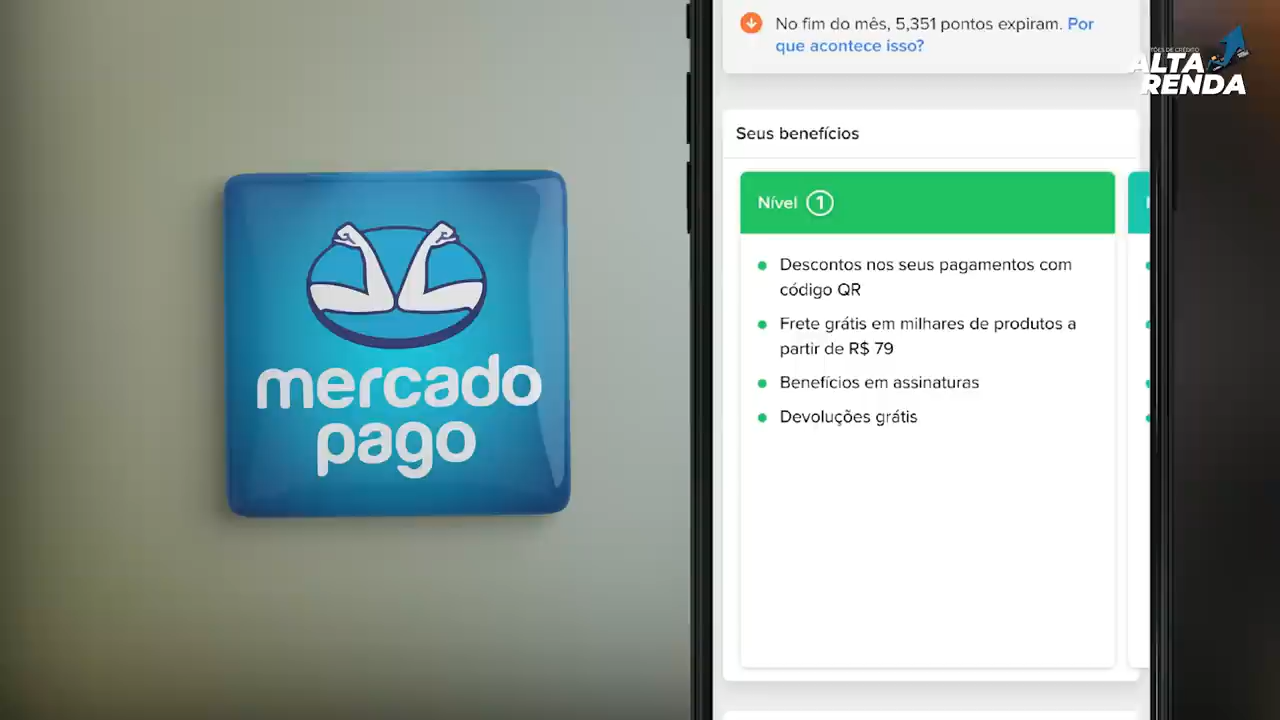 mercado
pago
No fim do mês, 5,351 pontos expiram. Por
que acontece isso?
Seus benefícios
Nível 1
Descontos nos seus pagamentos com
código QR
Frete grátis em milhares de produtos a
partir de R$ 79
Benefícios em assinaturas
Devoluções grátis
ALTA
RENDA